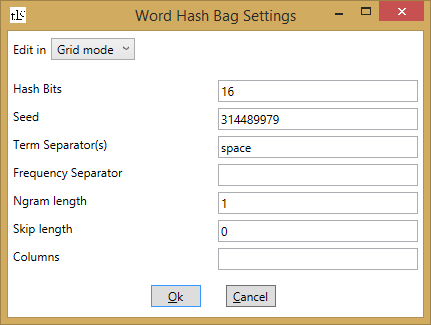 Word Hash Bag Settings
Edit in Grid mode
Hash Bits 16
Seed 314489979
Term Separator(s) space
Frequency Separator
Ngram length 1
Skip length 0
Columns
Ok Cancel